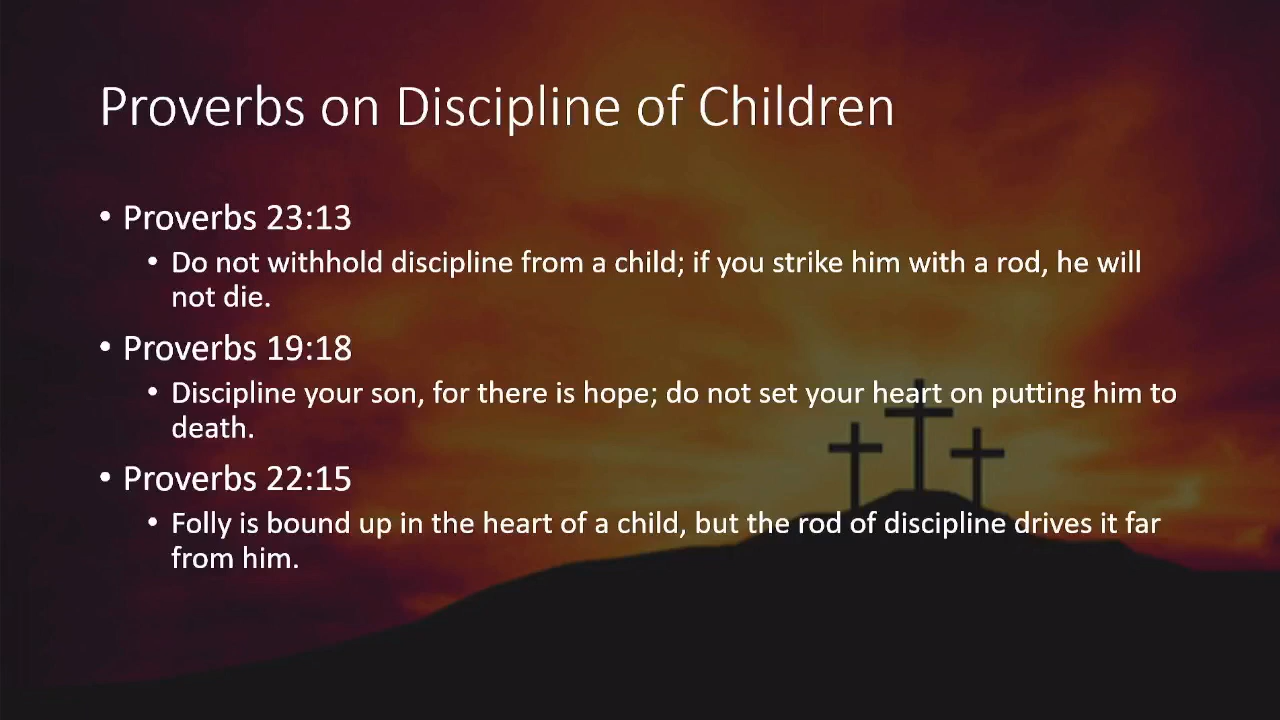 Proverbs on Discipline of Children
• Proverbs 23:13
• Do not withhold discipline from a child; if you strike him with a rod, he will
not die.
• Proverbs 19:18
• Discipline your son, for there is hope; do not set your heart on putting him to
death.
• Proverbs 22:15
• Folly is bound up in the heart of a child, but the rod of discipline drives it far
from him.